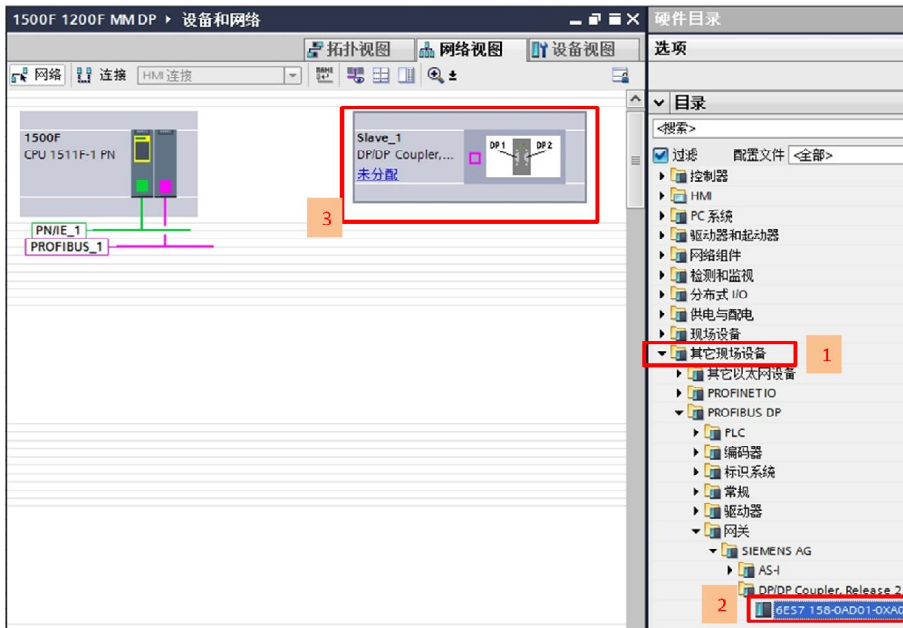 1500F 1200F MM DP ▸ 设备和网络
拓扑视图 网络视图 设备视图
网络 连接 HMI 连接
1500F
CPU 1511F-1 PN
Slave_1
DP/DP Coupler,...
未分配
DP1 DP2
3
PN/IE_1
PROFIBUS_1
硬件目录
选项
目录
<搜索>
过滤 配置文件 <全部>
控制器
HMI
PC 系统
驱动器和起动器
网络组件
检测和监视
分布式 I/O
供电与配电
现场设备
其它现场设备
1
其它以太网设备
PROFINET IO
PROFIBUS DP
PLC
编码器
标识系统
常规
驱动器
网关
SIEMENS AG
AS-I
DP/DP Coupler, Release 2
2
6ES7 158-0AD01-0XA0